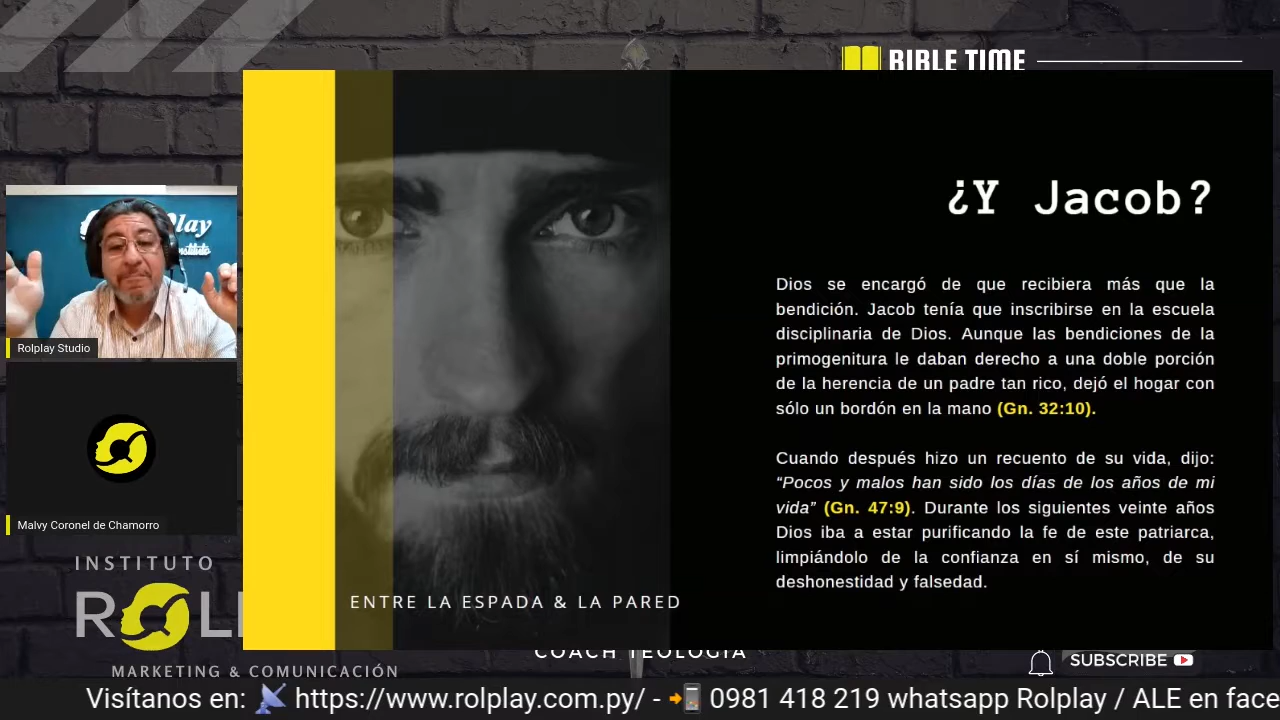 BIBLE TIME
¿Y Jacob?
Dios se encargó de que recibiera más que la
bendición. Jacob tenía que inscribirse en la escuela
disciplinaria de Dios. Aunque las bendiciones de la
primogenitura le daban derecho a una doble porción
de la herencia de un padre tan rico, dejó el hogar con
sólo un bordón en la mano (Gn. 32:10).
Cuando después hizo un recuento de su vida, dijo:
“Pocos y malos han sido los días de los años de mi
vida” (Gn. 47:9). Durante los siguientes veinte años
Dios iba a estar purificando la fe de este patriarca,
limpiándolo de la confianza en sí mismo, de su
deshonestidad y falsedad.
ENTRE LA ESPADA & LA PARED
Rolplay Studio
Malvy Coronel de Chamorro
INSTITUTO
ROL
MARKETING & COMUNICACIÓN
COACH TEOLOGÍA
SUBSCRIBE
Visítanos en: https://www.rolplay.com.py/ - 0981 418 219 whatsapp Rolplay / ALE en face